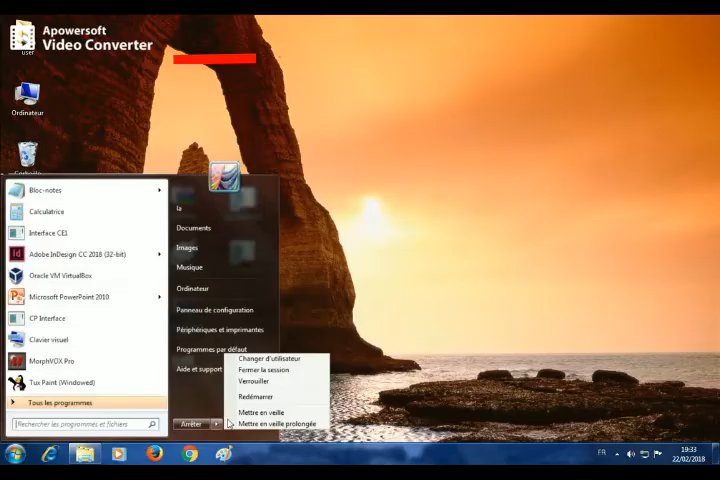 Apowersoft
Video Converter
user
Ordinateur
Corbeille
Bloc-notes
Calculatrice
Interface CE1
Adobe InDesign CC 2018 (32-bit)
Oracle VM VirtualBox
Microsoft PowerPoint 2010
CP Interface
Clavier visuel
MorphVOX Pro
Tux Paint (Windowed)
Tous les programmes
Rechercher les programmes et fichiers
la
Documents
Images
Musique
Ordinateur
Panneau de configuration
Périphériques et imprimantes
Programmes par défaut
Aide et support
Arrêter
Changer d'utilisateur
Fermer la session
Verrouiller
Redémarrer
Mettre en veille
Mettre en veille prolongée
FR
19:33
22/02/2018